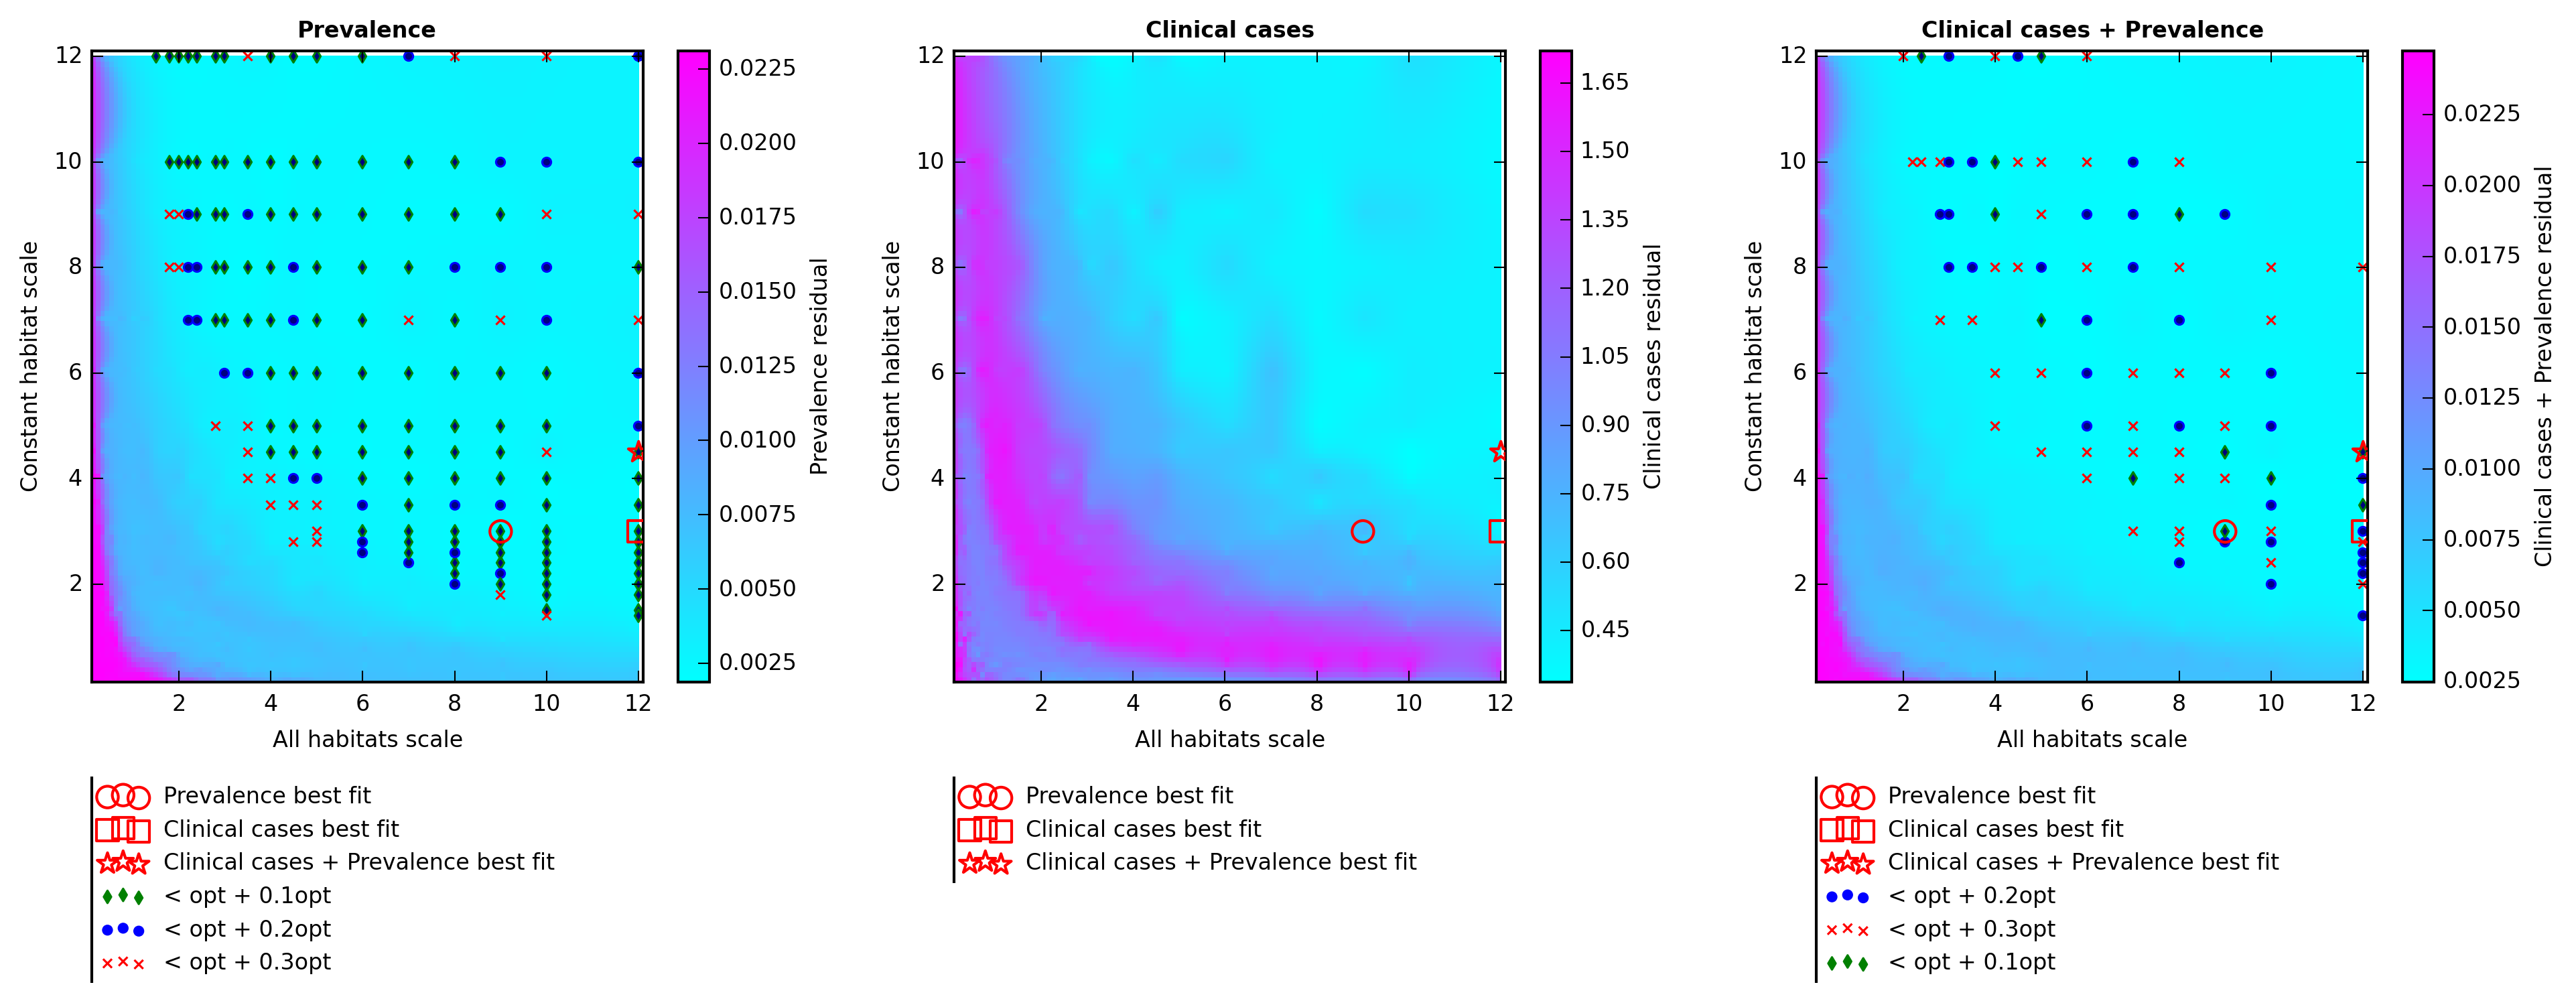 Prevalence
12
10
8
6
4
2
Constant habitat scale
2 4 6 8 10 12
All habitats scale
0.0225
0.0200
0.0175
0.0150
0.0125
0.0100
0.0075
0.0050
0.0025
Prevalence residual
Prevalence best fit
Clinical cases best fit
Clinical cases + Prevalence best fit
< opt + 0.1opt
< opt + 0.2opt
< opt + 0.3opt
Clinical cases
12
10
8
6
4
2
Constant habitat scale
2 4 6 8 10 12
All habitats scale
1.65
1.50
1.35
1.20
1.05
0.90
0.75
0.60
0.45
Clinical cases residual
Prevalence best fit
Clinical cases best fit
Clinical cases + Prevalence best fit
Clinical cases + Prevalence
12
10
8
6
4
2
Constant habitat scale
2 4 6 8 10 12
All habitats scale
0.0225
0.0200
0.0175
0.0150
0.0125
0.0100
0.0075
0.0050
0.0025
Clinical cases + Prevalence residual
Prevalence best fit
Clinical cases best fit
Clinical cases + Prevalence best fit
< opt + 0.2opt
< opt + 0.3opt
< opt + 0.1opt